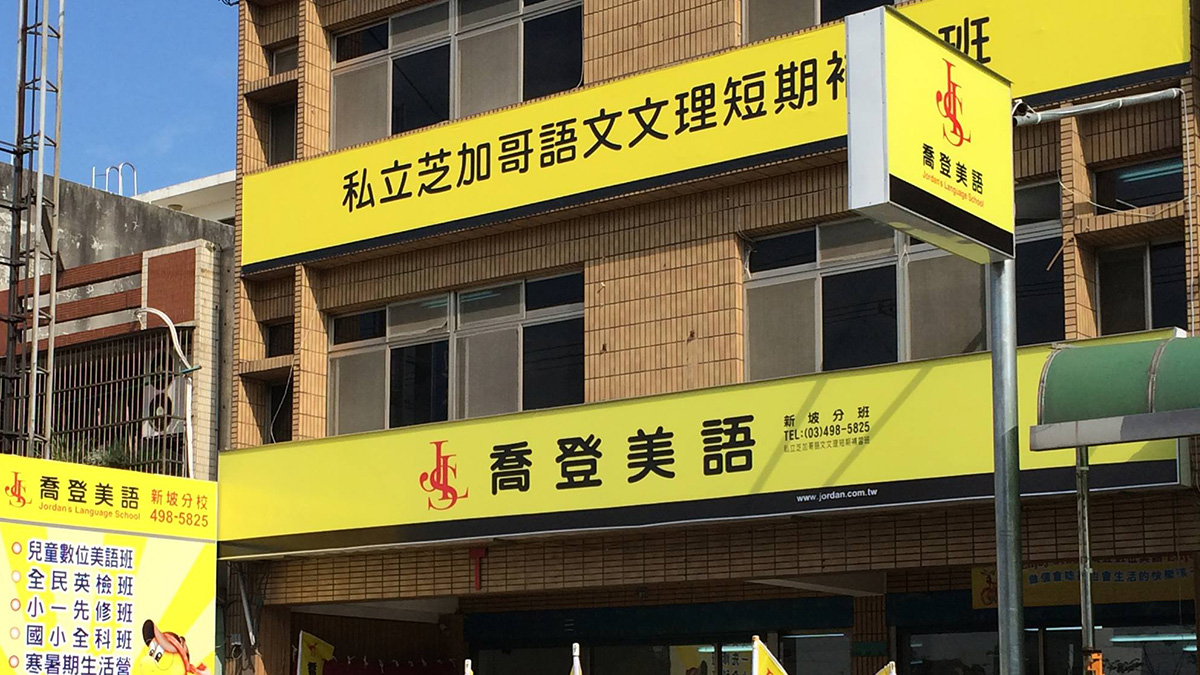 私立芝加哥語文文理短期補
班
JLS
喬登美語
Jordan's Language School
JLS
喬登美語
新坡分班
TEL:(03)498-5825
私立芝加哥語文文理短期補習班
www.jordan.com.tw
JLS
喬登美語
Jordan's Language School
新坡分校
498-5825
兒童數位美語班
全民英檢班
小一先修班
國小全科班
寒暑期生活營